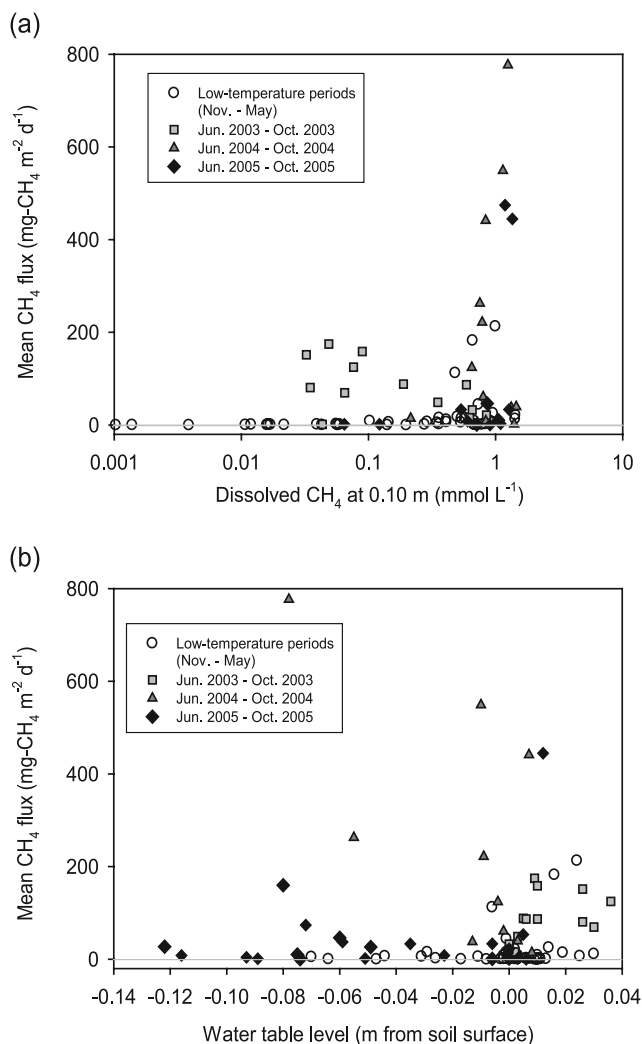 (a)
800
600
400
200
0
Mean CH₄ flux (mg-CH₄ m⁻² d⁻¹)
Low-temperature periods
(Nov. - May)
Jun. 2003 - Oct. 2003
Jun. 2004 - Oct. 2004
Jun. 2005 - Oct. 2005
0.001 0.01 0.1 1 10
Dissolved CH₄ at 0.10 m (mmol L⁻¹)
(b)
800
600
400
200
0
Mean CH₄ flux (mg-CH₄ m⁻² d⁻¹)
Low-temperature periods
(Nov. - May)
Jun. 2003 - Oct. 2003
Jun. 2004 - Oct. 2004
Jun. 2005 - Oct. 2005
-0.14 -0.12 -0.10 -0.08 -0.06 -0.04 -0.02 0.00 0.02 0.04
Water table level (m from soil surface)